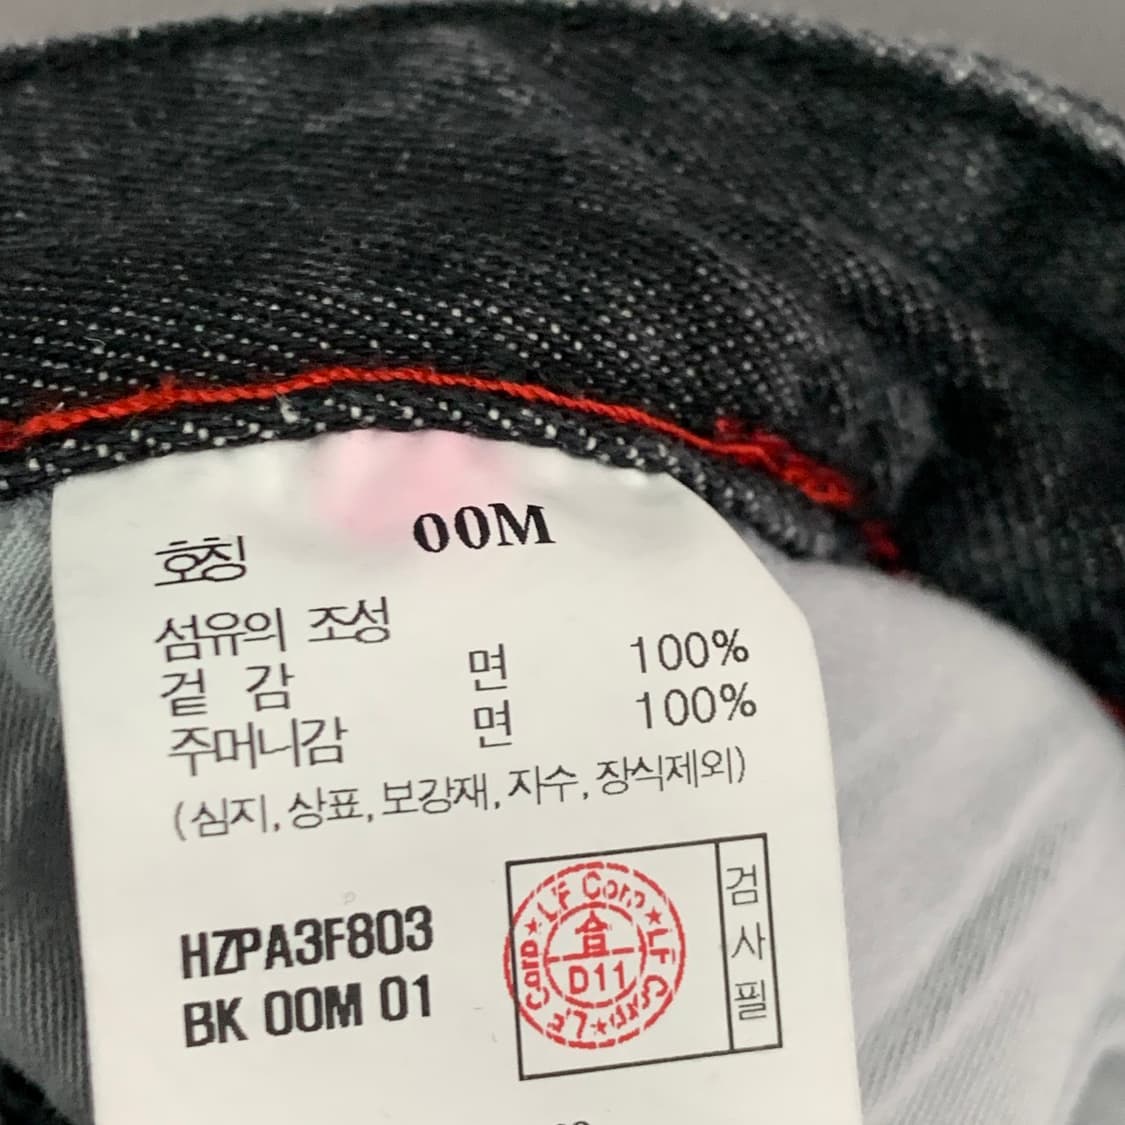 호칭 00M
섬유의 조성
겉 감 면 100%
주머니감 면 100%
(심지, 상표, 보강재, 자수, 장식제외)
HZPA3F803
BK 00M 01
LF Corp ★ LF Corp ★ LF Corp ★
合
D11
검사필